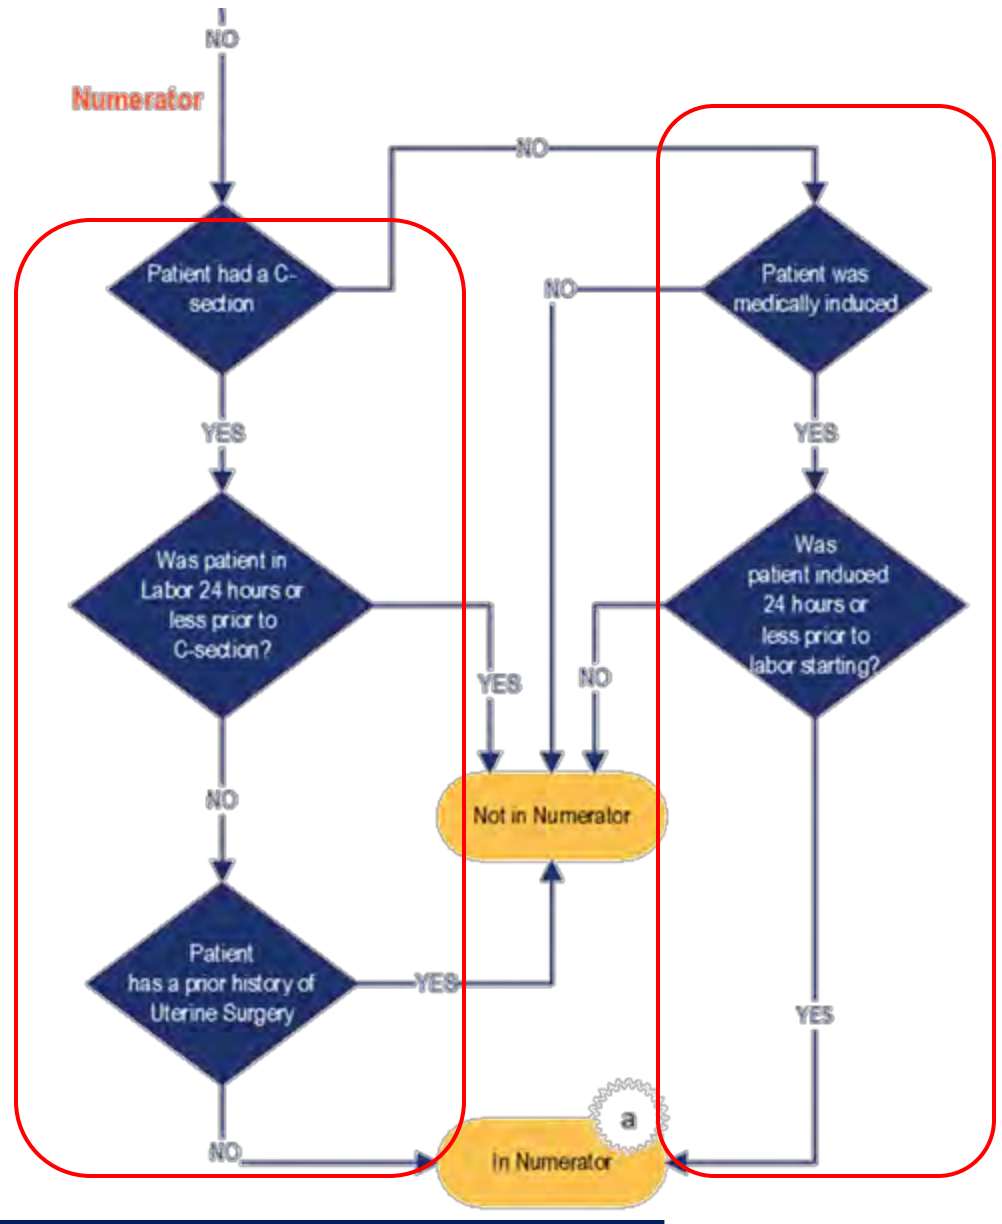 NO
Numerator
NO
Patient had a C-
section
Patient was
medically induced
NO
YES
YES
Was patient in
Labor 24 hours or
less prior to
C-section?
Was
patient induced
24 hours or
less prior to
labor starting?
YES
NO
NO
Not in Numerator
Patient
has a prior history of
Uterine Surgery
YES
YES
a
NO
In Numerator